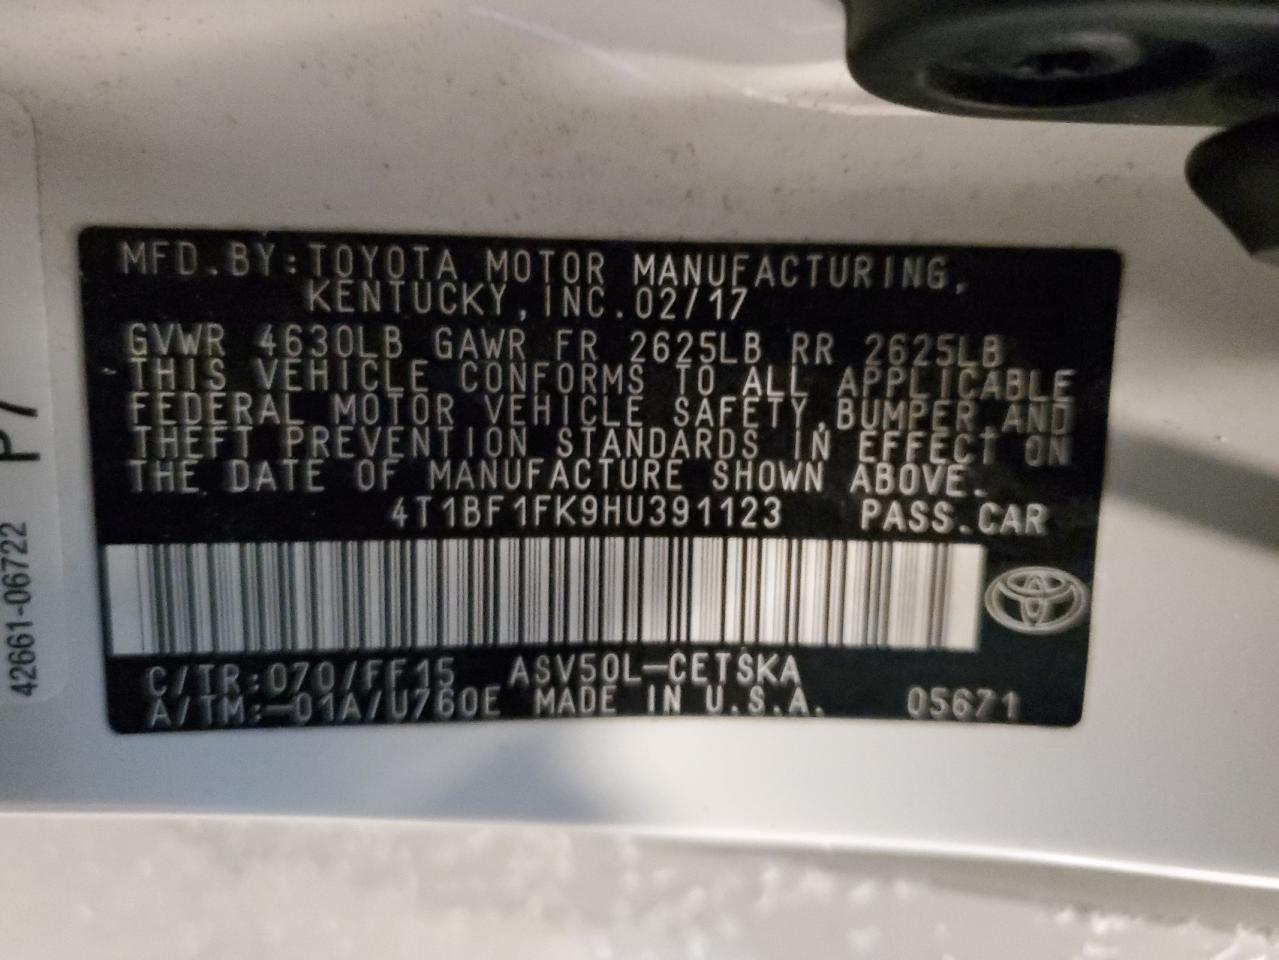 MFD.BY:TOYOTA MOTOR MANUFACTURING,
KENTUCKY,INC.02/17
GVWR 4630LB GAWR FR 2625LB RR 2625LB
THIS VEHICLE CONFORMS TO ALL APPLICABLE
FEDERAL MOTOR VEHICLE SAFETY,BUMPER,AND
THEFT PREVENTION STANDARDS IN EFFECT ON
THE DATE OF MANUFACTURE SHOWN ABOVE.
4T1BF1FK9HU391123 PASS.CAR
C/TR:070/FF15 ASV50L-CETSKA
A/TM:-01A/U760E MADE IN U.S.A. 05671
42661-06722
P7